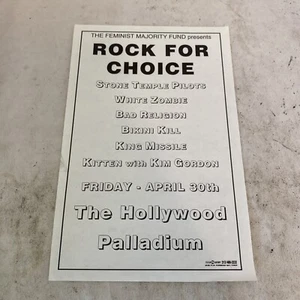 THE FEMINIST MAJORITY FUND presents
ROCK FOR
CHOICE
STONE TEMPLE PILOTS
WHITE ZOMBIE
BAD RELIGION
BIKINI KILL
KING MISSILE
KITTEN WITH KIM GORDON
FRIDAY - APRIL 30th
The Hollywood
Palladium